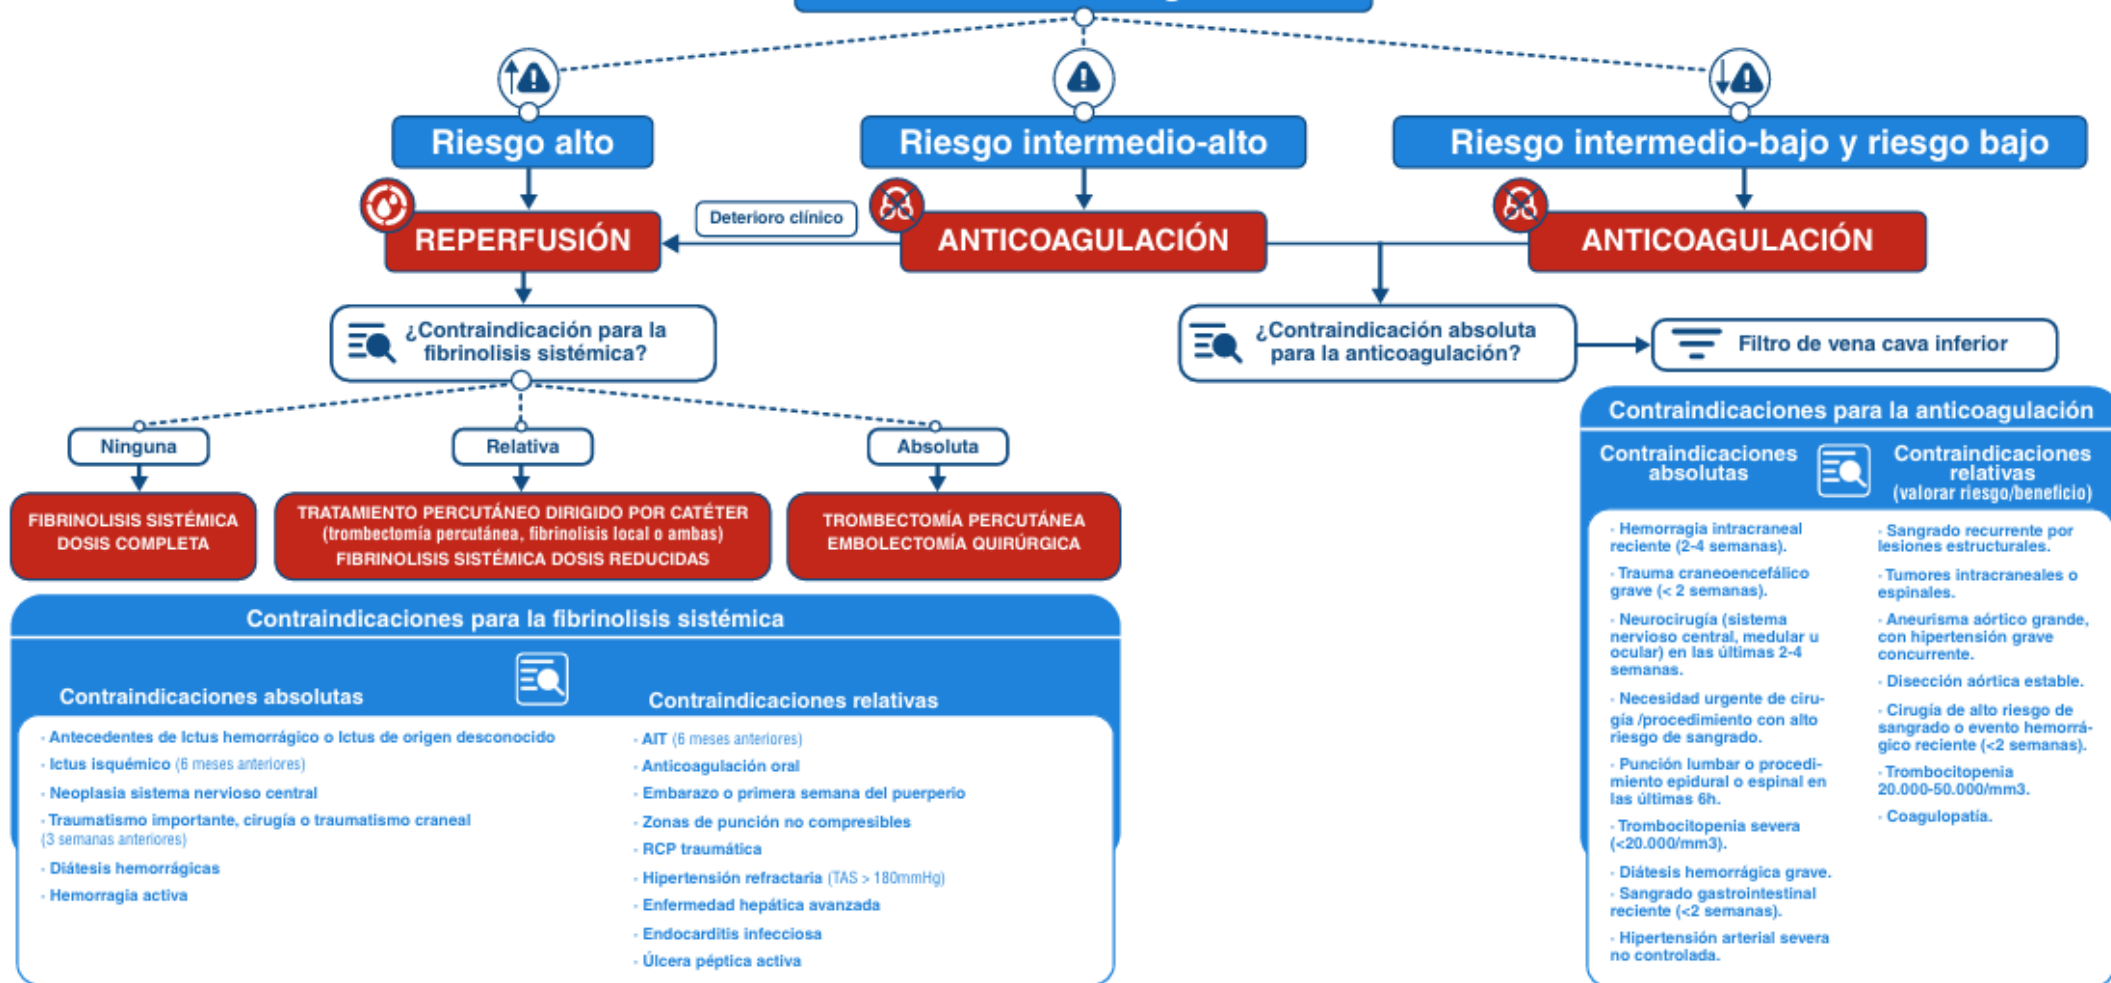 Riesgo alto
Riesgo intermedio-alto
Riesgo intermedio-bajo y riesgo bajo
REPERFUSIÓN
Deterioro clínico
ANTICOAGULACIÓN
ANTICOAGULACIÓN
¿Contraindicación para la
fibrinolisis sistémica?
¿Contraindicación absoluta
para la anticoagulación?
Filtro de vena cava inferior
Ninguna
Relativa
Absoluta
FIBRINOLISIS SISTÉMICA
DOSIS COMPLETA
TRATAMIENTO PERCUTÁNEO DIRIGIDO POR CATÉTER
(trombectomía percutánea, fibrinolisis local o ambas)
FIBRINOLISIS SISTÉMICA DOSIS REDUCIDAS
TROMBECTOMÍA PERCUTÁNEA
EMBOLECTOMÍA QUIRÚRGICA
Contraindicaciones para la fibrinolisis sistémica
Contraindicaciones absolutas
· Antecedentes de Ictus hemorrágico o Ictus de origen desconocido
· Ictus isquémico (6 meses anteriores)
· Neoplasia sistema nervioso central
· Traumatismo importante, cirugía o traumatismo craneal
(3 semanas anteriores)
· Diátesis hemorrágicas
· Hemorragia activa
Contraindicaciones relativas
· AIT (6 meses anteriores)
· Anticoagulación oral
· Embarazo o primera semana del puerperio
· Zonas de punción no compresibles
· RCP traumática
· Hipertensión refractaria (TAS > 180mmHg)
· Enfermedad hepática avanzada
· Endocarditis infecciosa
· Úlcera péptica activa
Contraindicaciones para la anticoagulación
Contraindicaciones
absolutas
· Hemorragia intracraneal
reciente (2-4 semanas).
· Trauma craneoencefálico
grave (< 2 semanas).
· Neurocirugía (sistema
nervioso central, medular u
ocular) en las últimas 2-4
semanas.
· Necesidad urgente de ciru-
gía /procedimiento con alto
riesgo de sangrado.
· Punción lumbar o procedi-
miento epidural o espinal en
las últimas 6h.
· Trombocitopenia severa
(<20.000/mm3).
· Diátesis hemorrágica grave.
· Sangrado gastrointestinal
reciente (<2 semanas).
· Hipertensión arterial severa
no controlada.
Contraindicaciones
relativas
(valorar riesgo/beneficio)
· Sangrado recurrente por
lesiones estructurales.
· Tumores intracraneales o
espinales.
· Aneurisma aórtico grande,
con hipertensión grave
concurrente.
· Disección aórtica estable.
· Cirugía de alto riesgo de
sangrado o evento hemorrá-
gico reciente (<2 semanas).
· Trombocitopenia
20.000-50.000/mm3.
· Coagulopatía.